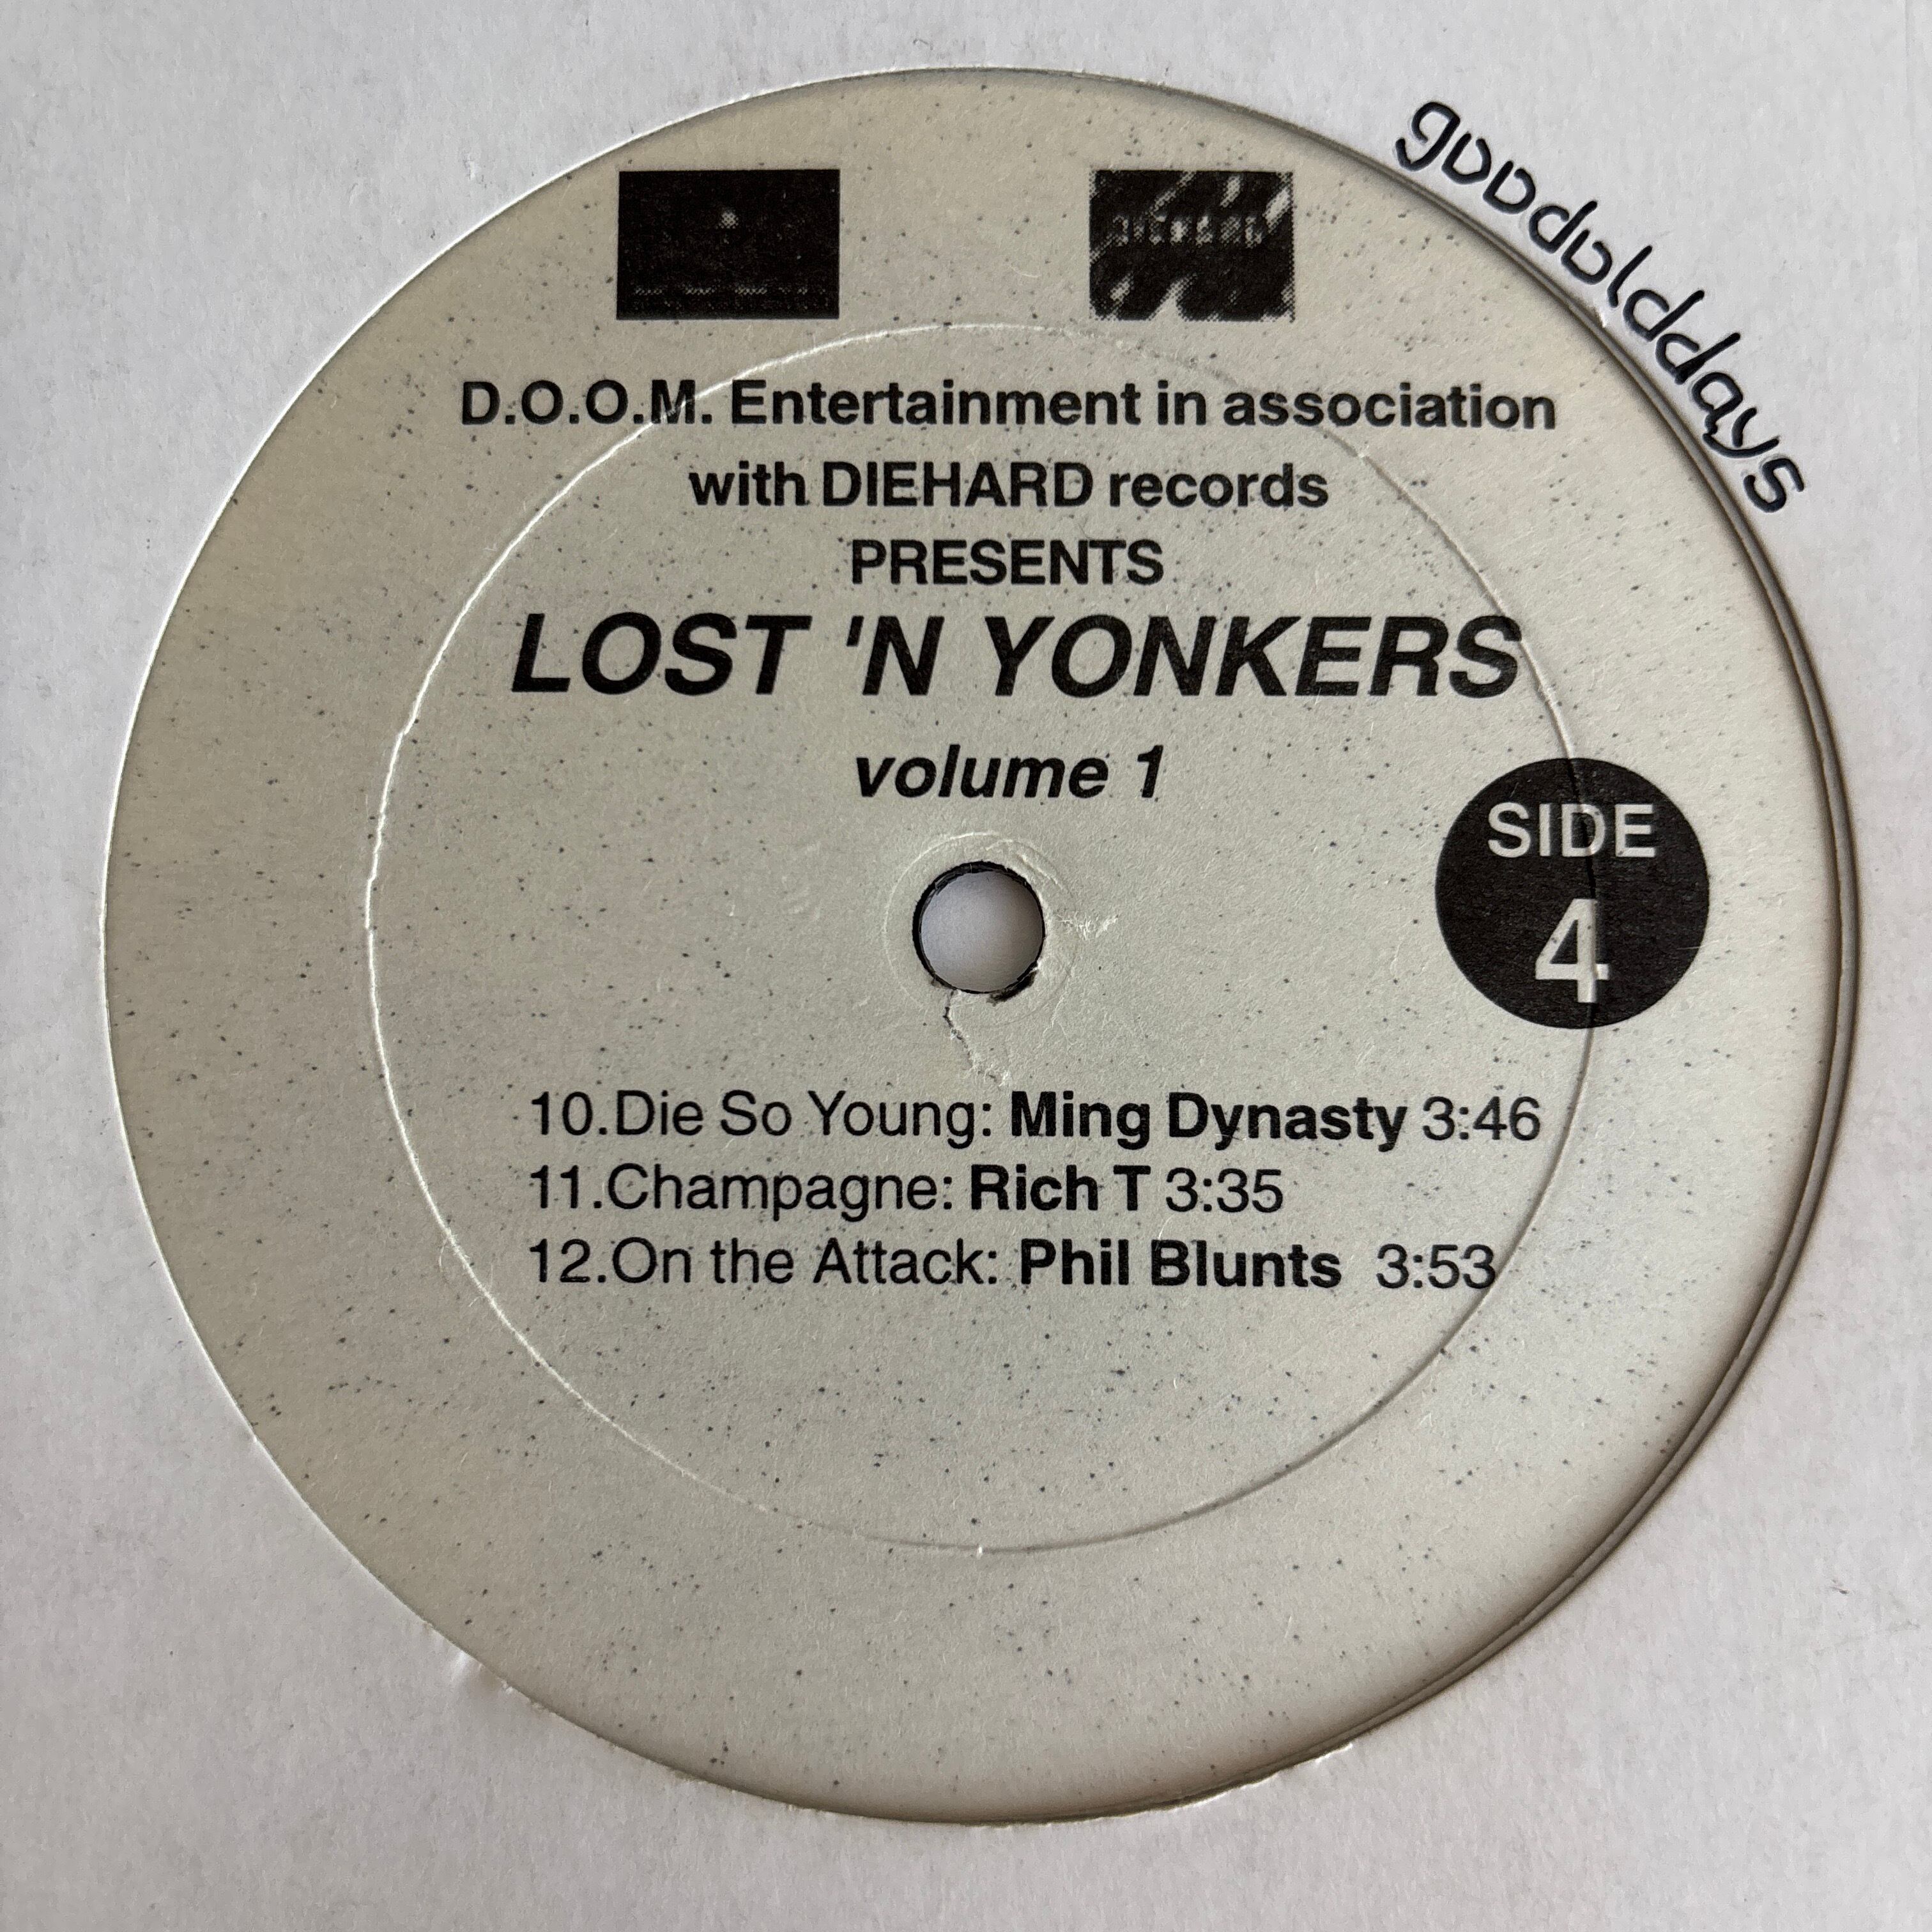 goodolddays
D.O.O.M. Entertainment in association
with DIEHARD records
PRESENTS
LOST 'N YONKERS
volume 1
SIDE
4
10.Die So Young: Ming Dynasty 3:46
11.Champagne: Rich T 3:35
12.On the Attack: Phil Blunts 3:53